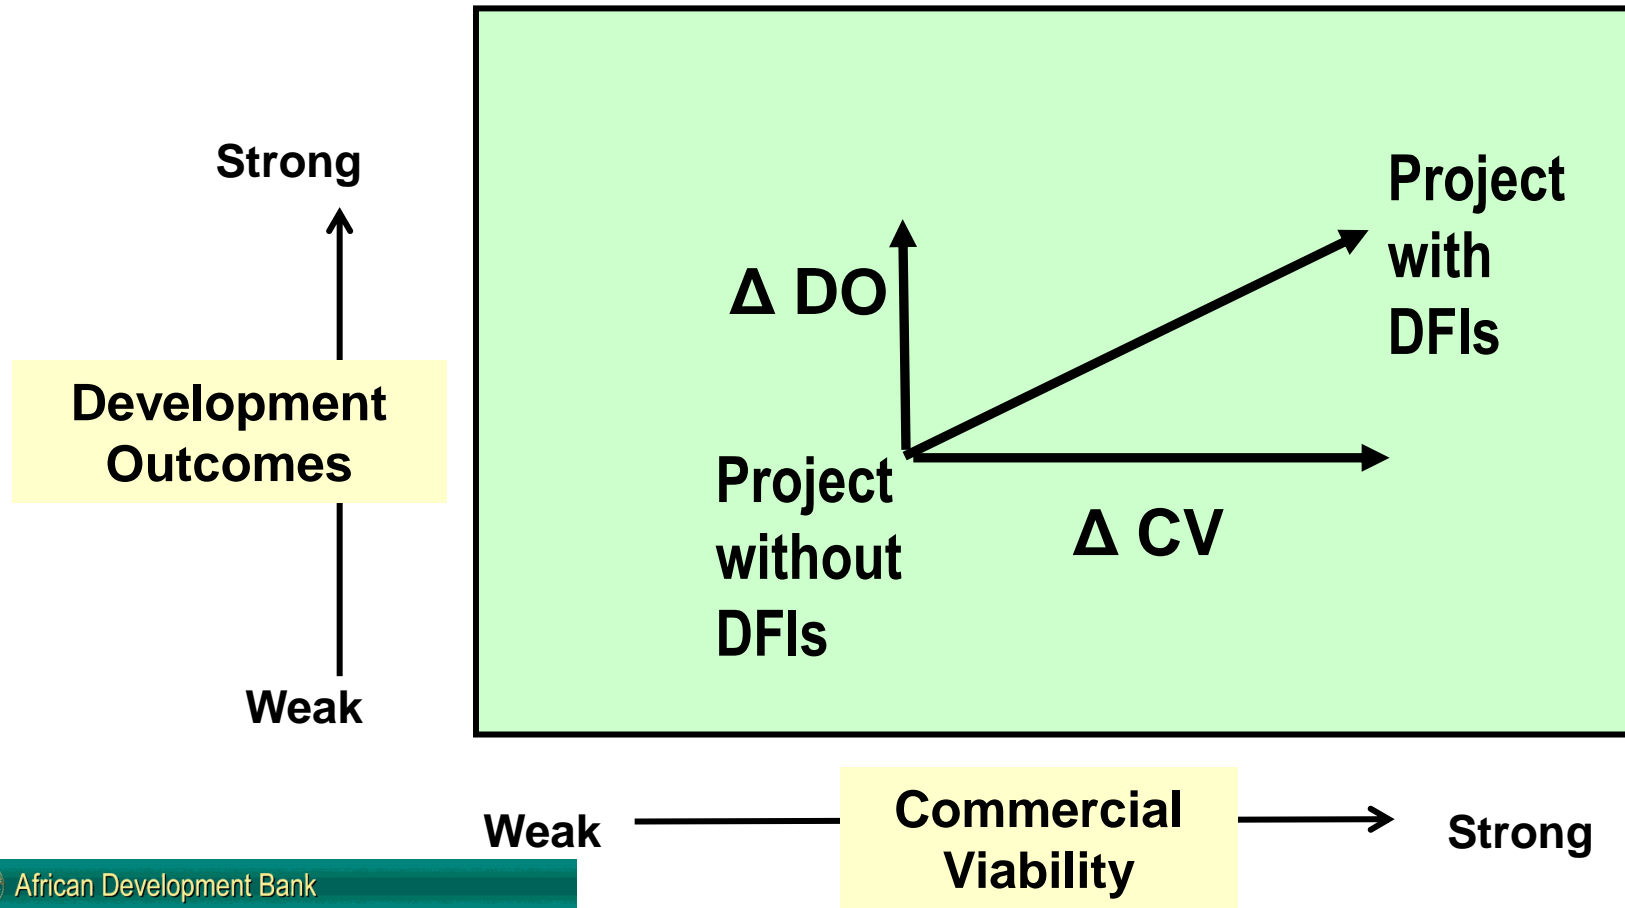 Strong
Development
Outcomes
Weak
Δ DO
Project
with
DFIs
Project
without
DFIs
Δ CV
Weak
Commercial
Viability
Strong
African Development Bank